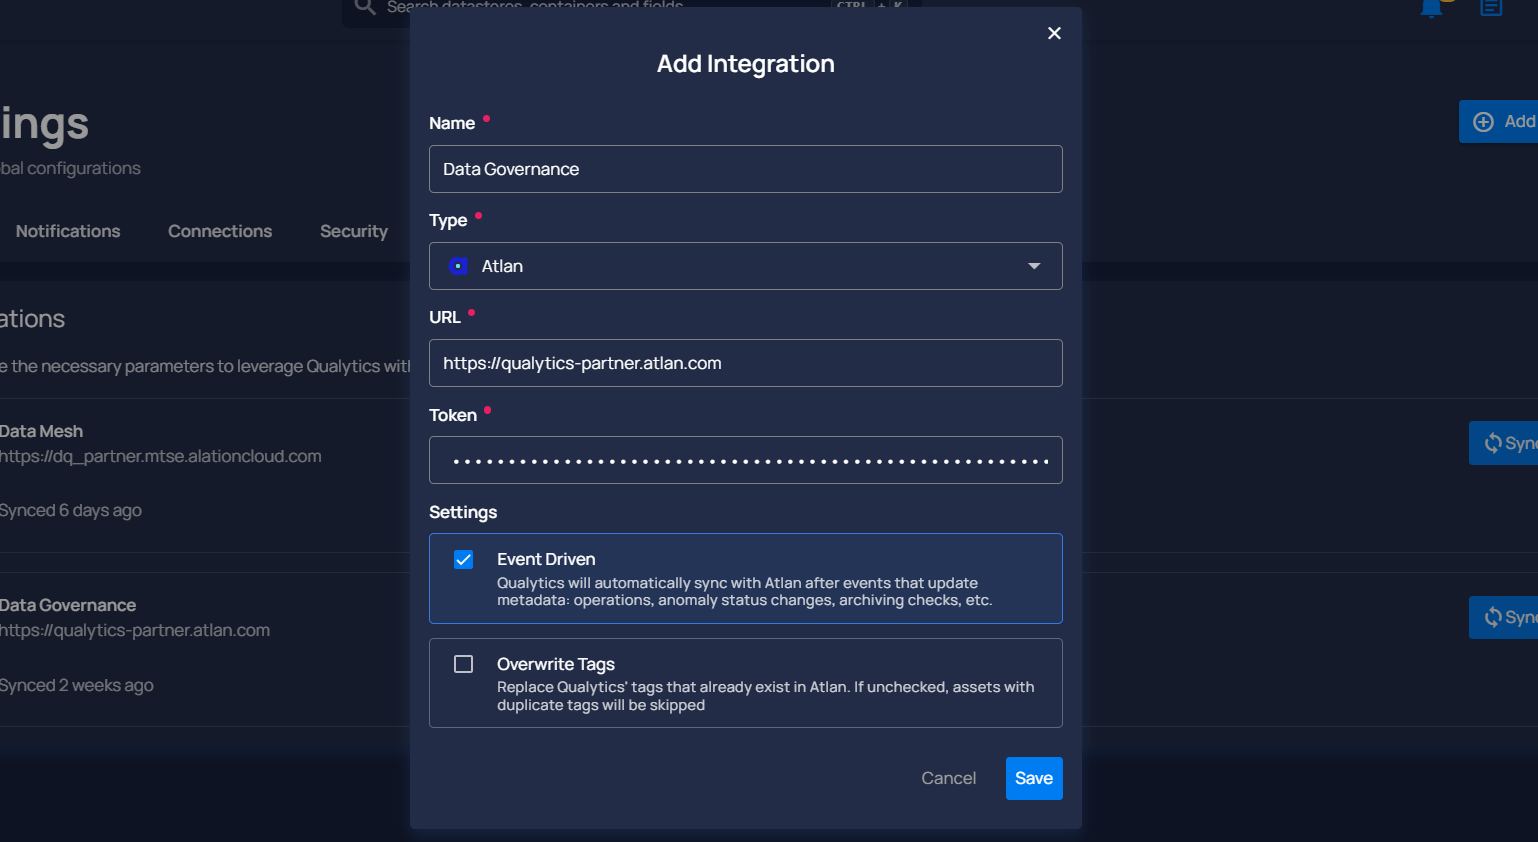 Search datastores, containers and fields
CTRL + K
Add Integration
ings
Add
bal configurations
Name
Data Governance
Notifications
Connections
Security
Type
Atlan
ations
URL
e the necessary parameters to leverage Qualytics wit
https://qualytics-partner.atlan.com
Token
Data Mesh
https://dq_partner.mtse.alationcloud.com
Sync
Synced 6 days ago
Settings
Event Driven
Qualytics will automatically sync with Atlan after events that update
metadata: operations, anomaly status changes, archiving checks, etc.
Data Governance
https://qualytics-partner.atlan.com
Sync
Synced 2 weeks ago
Overwrite Tags
Replace Qualytics' tags that already exist in Atlan. If unchecked, assets with
duplicate tags will be skipped
Cancel
Save